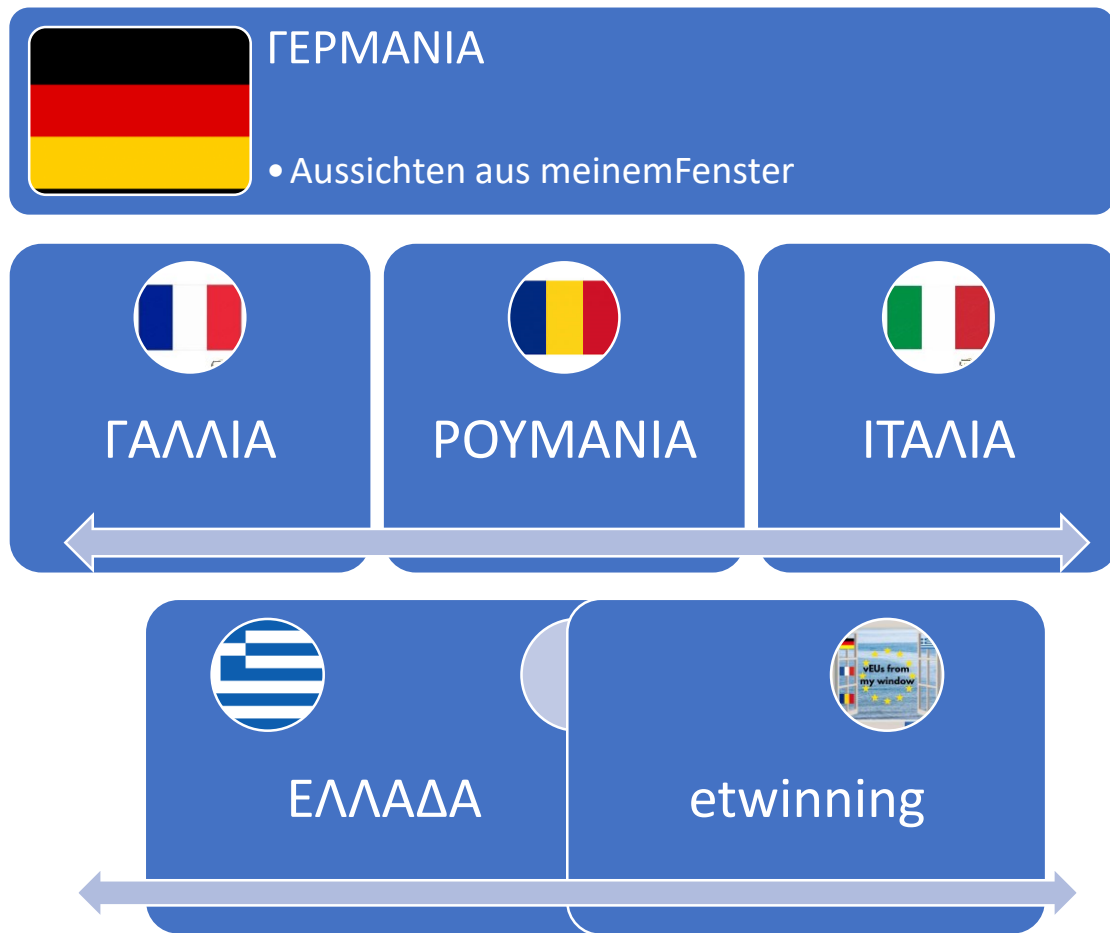 ΓΕΡΜΑΝΙΑ
• Aussichten aus meinemFenster
ΓΑΛΛΙΑ
ΡΟΥΜΑΝΙΑ
ΙΤΑΛΙΑ
ΕΛΛΑΔΑ
etwinning
vEUs from
my window